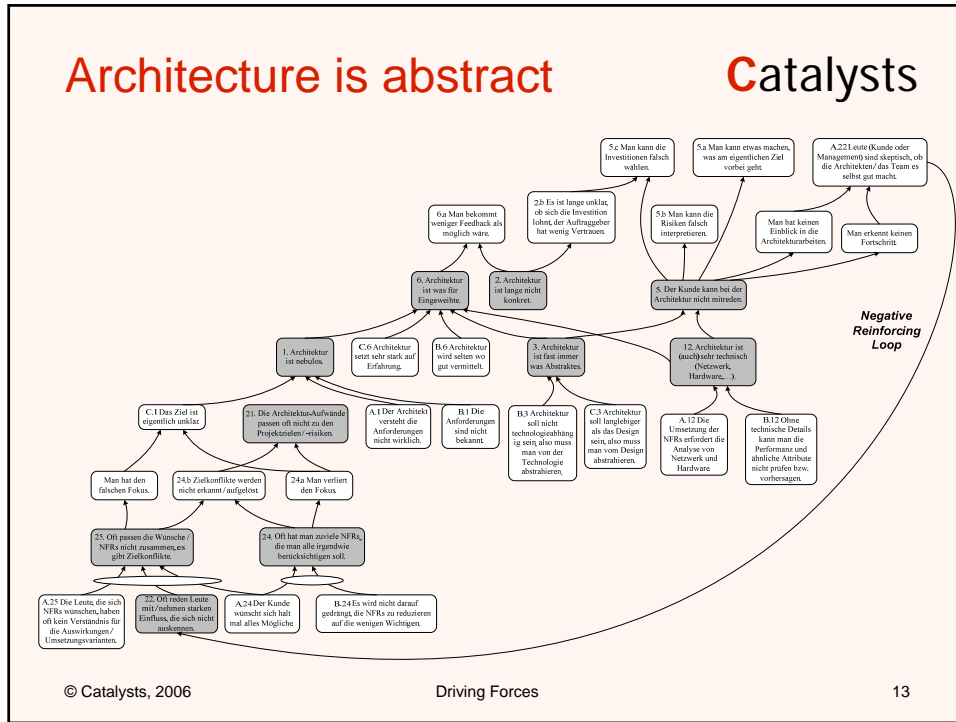 Architecture is abstract
Catalysts
5.c Man kann die
Investitionen falsch
wählen.
5.a Man kann etwas machen,
was am eigentlichen Ziel
vorbei geht.
A.22 Leute (Kunde oder
Management) sind skeptisch, ob
die Architekten / das Team es
selbst gut macht.
6.a Man bekommt
weniger Feedback als
möglich wäre.
2.b Es ist lange unklar,
ob sich die Investition
lohnt, der Auftraggeber
hat wenig Vertrauen.
5.b Man kann die
Risiken falsch
interpretieren.
Man hat keinen
Einblick in die
Architekturarbeiten.
Man erkennt keinen
Fortschritt.
6. Architektur
ist was für
Eingeweihte.
2. Architektur
ist lange nicht
konkret.
5. Der Kunde kann bei der
Architektur nicht mitreden.
Negative
Reinforcing
Loop
1. Architektur
ist nebulos.
C.6 Architektur
setzt sehr stark auf
Erfahrung.
B.6 Architektur
wird selten wo
gut vermittelt.
3. Architektur
ist fast immer
was Abstraktes.
12. Architektur ist
(auch) sehr technisch
(Netzwerk,
Hardware,…).
C.1 Das Ziel ist
eigentlich unklar.
21. Die Architektur-Aufwände
passen oft nicht zu den
Projektzielen / -risiken.
A.1 Der Architekt
versteht die
Anforderungen
nicht wirklich.
B.1 Die
Anforderungen
sind nicht
bekannt.
B.3 Architektur
soll nicht
technologieabhäng
ig sein, also muss
man von der
Technologie
abstrahieren.
C.3 Architektur
soll langlebiger
als das Design
sein, also muss
man vom Design
abstrahieren.
A.12 Die
Umsetzung der
NFRs erfordert die
Analyse von
Netzwerk und
Hardware.
B.12 Ohne
technische Details
kann man die
Performanz und
ähnliche Attribute
nicht prüfen bzw.
vorhersagen.
Man hat den
falschen Fokus.
24.b Zielkonflikte werden
nicht erkannt / aufgelöst.
24.a Man verliert
den Fokus.
25. Oft passen die Wünsche /
NFRs nicht zusammen, es
gibt Zielkonflikte.
24. Oft hat man zuviele NFRs,
die man alle irgendwie
berücksichtigen soll.
A.25 Die Leute, die sich
NFRs wünschen, haben
oft kein Verständnis für
die Auswirkungen /
Umsetzungsvarianten.
22. Oft reden Leute
mit / nehmen starken
Einfluss, die sich nicht
auskennen.
A.24 Der Kunde
wünscht sich halt
mal alles Mögliche.
B.24 Es wird nicht darauf
gedrängt, die NFRs zu reduzieren
auf die wenigen Wichtigen.
© Catalysts, 2006
Driving Forces
13